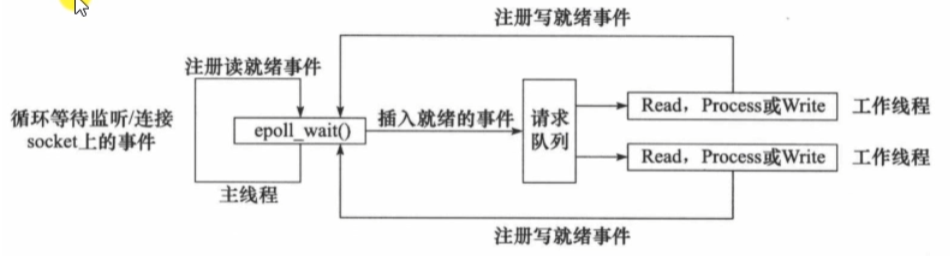 注册写就绪事件
注册读就绪事件
循环等待监听/连接
socket上的事件
epoll_wait()
插入就绪的事件
请求
队列
Read，Process或Write
工作线程
Read，Process或Write
工作线程
主线程
注册写就绪事件